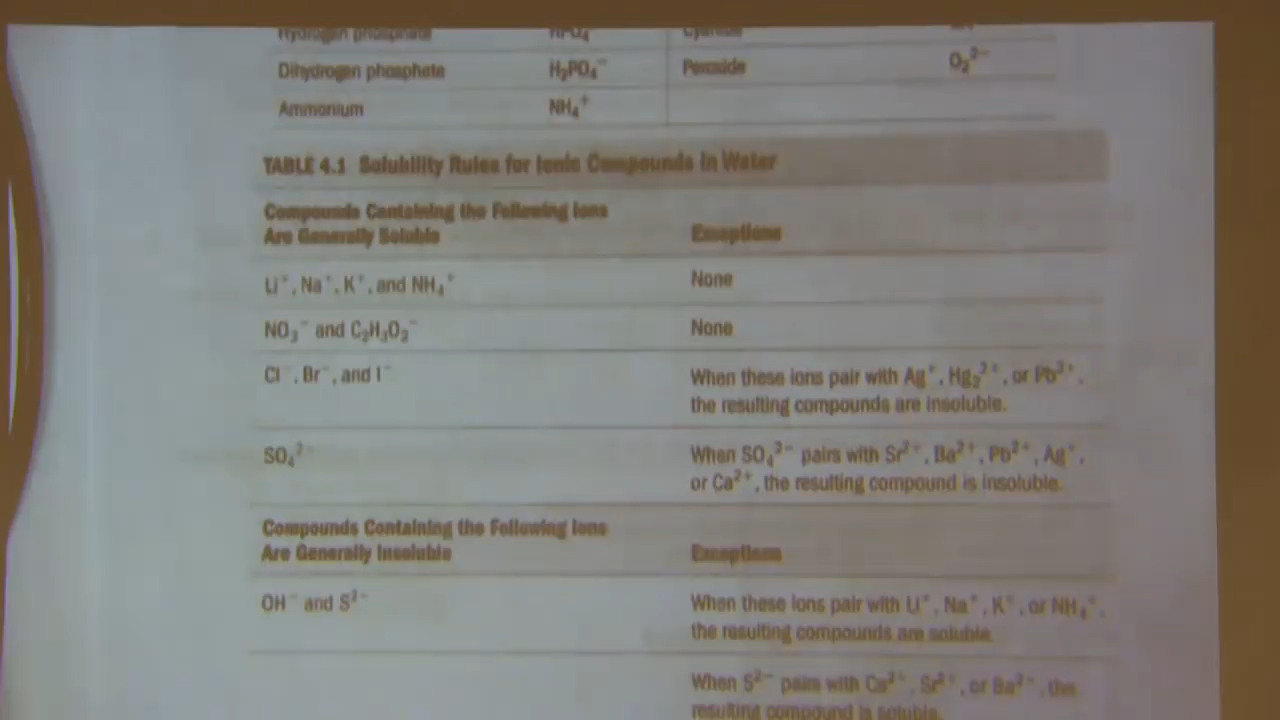 Hydrogen phosphate HPO₄ Cyanide
Dihydrogen phosphate H₂PO₄⁻ Peroxide O₂²⁻
Ammonium NH₄⁺
TABLE 4.1 Solubility Rules for Ionic Compounds in Water
Compounds Containing the Following Ions
Are Generally Soluble Exceptions
Li⁺, Na⁺, K⁺, and NH₄⁺ None
NO₃⁻ and C₂H₃O₂⁻ None
Cl⁻, Br⁻, and I⁻ When these ions pair with Ag⁺, Hg₂²⁺, or Pb²⁺,
the resulting compounds are insoluble.
SO₄²⁻ When SO₄²⁻ pairs with Sr²⁺, Ba²⁺, Pb²⁺, Ag⁺,
or Ca²⁺, the resulting compound is insoluble.
Compounds Containing the Following Ions
Are Generally Insoluble Exceptions
OH⁻ and S²⁻ When these ions pair with Li⁺, Na⁺, K⁺, or NH₄⁺,
the resulting compounds are soluble.
When S²⁻ pairs with Ca²⁺, Sr²⁺, or Ba²⁺, the
resulting compound is soluble.